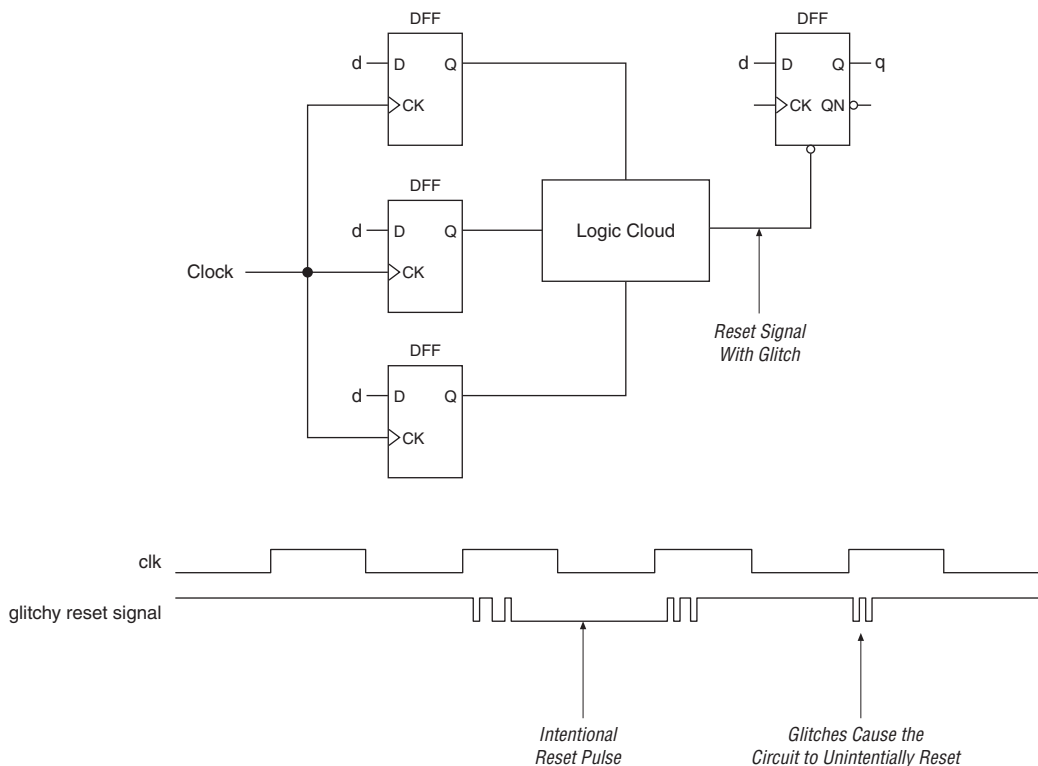 DFF
DFF
d
D
Q
d
D
Q
q
CK
CK
QN
DFF
d
D
Q
Logic Cloud
Clock
CK
Reset Signal
With Glitch
DFF
d
D
Q
CK
clk
glitchy reset signal
Intentional
Reset Pulse
Glitches Cause the
Circuit to Unintentially Reset